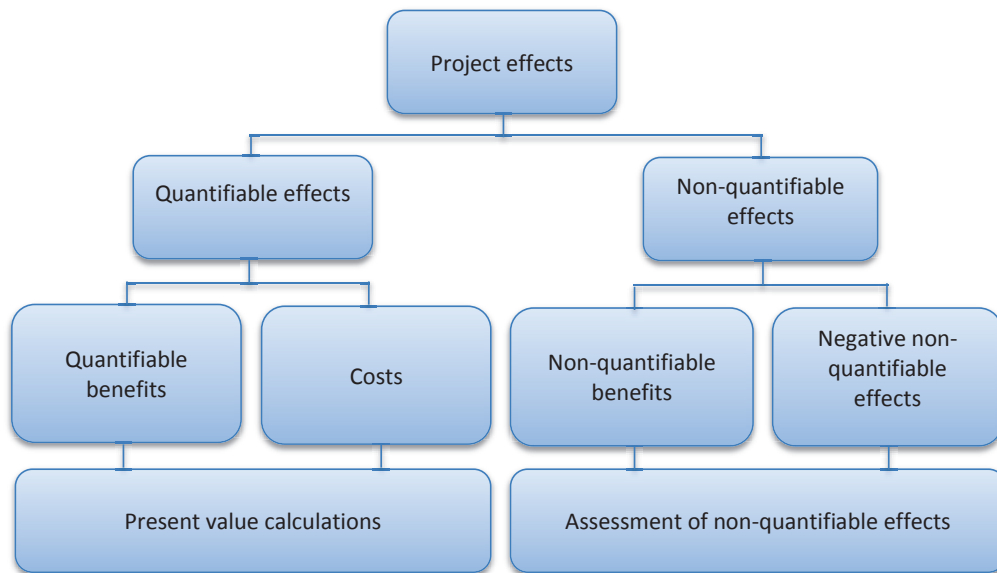 Project effects
Quantifiable effects
Non-quantifiable
effects
Quantifiable
benefits
Costs
Non-quantifiable
benefits
Negative non-
quantifiable
effects
Present value calculations
Assessment of non-quantifiable effects